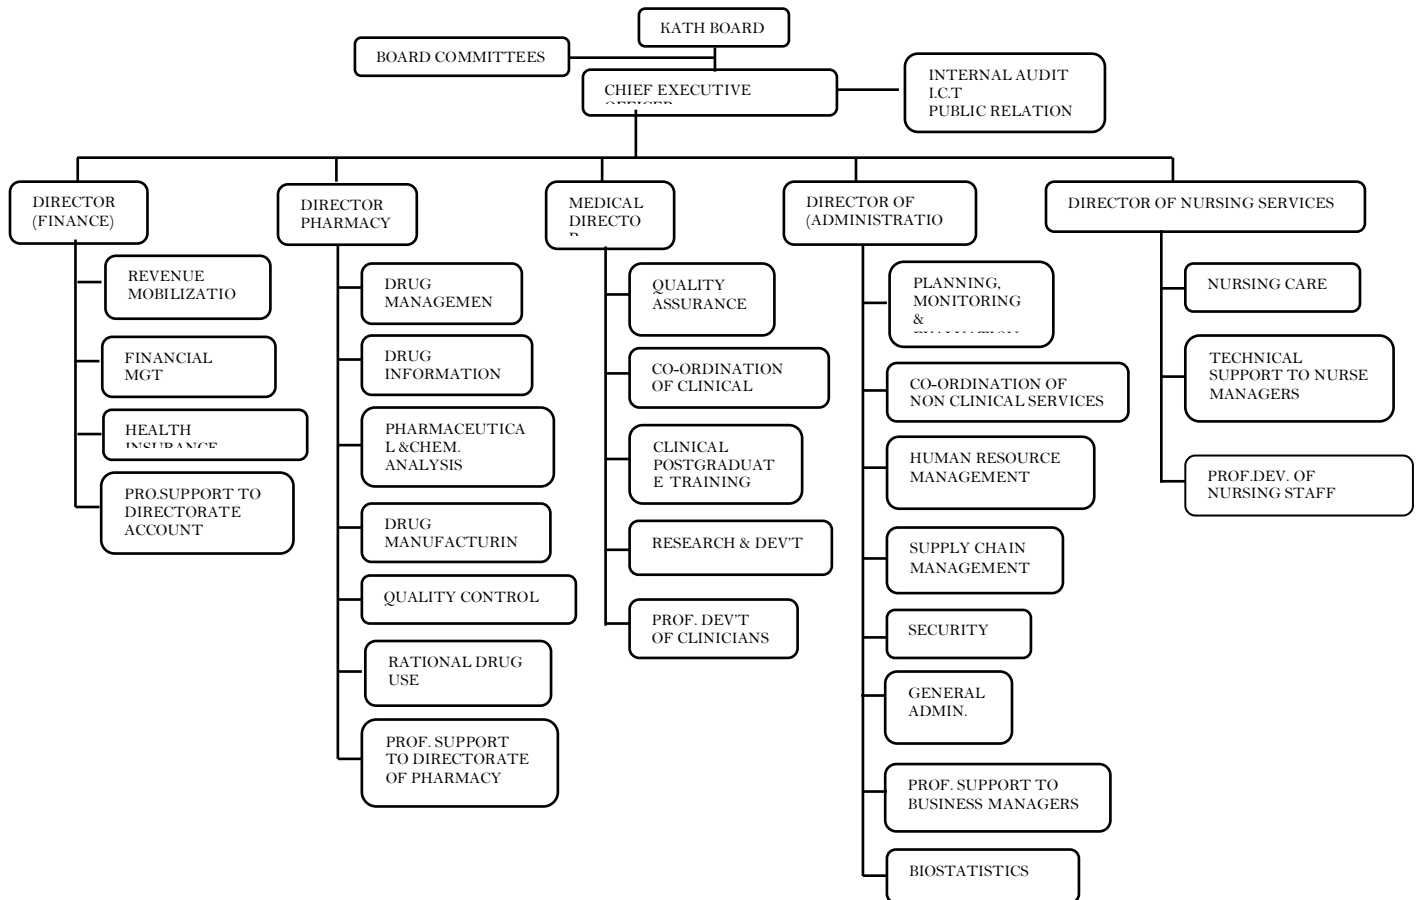 KATH BOARD
BOARD COMMITTEES
CHIEF EXECUTIVE
INTERNAL AUDIT
I.C.T
PUBLIC RELATION
DIRECTOR
(FINANCE)
REVENUE
MOBILIZATIO
FINANCIAL
MGT
HEALTH
INSURANCE
PRO.SUPPORT TO
DIRECTORATE
ACCOUNT
DIRECTOR
PHARMACY
DRUG
MANAGEMEN
DRUG
INFORMATION
PHARMACEUTICA
L &CHEM.
ANALYSIS
DRUG
MANUFACTURIN
QUALITY CONTROL
RATIONAL DRUG
USE
PROF. SUPPORT
TO DIRECTORATE
OF PHARMACY
MEDICAL
DIRECTO
R
QUALITY
ASSURANCE
CO-ORDINATION
OF CLINICAL
CLINICAL
POSTGRADUAT
E TRAINING
RESEARCH & DEV'T
PROF. DEV'T
OF CLINICIANS
DIRECTOR OF
(ADMINISTRATIO
PLANNING,
MONITORING
&
CO-ORDINATION OF
NON CLINICAL SERVICES
HUMAN RESOURCE
MANAGEMENT
SUPPLY CHAIN
MANAGEMENT
SECURITY
GENERAL
ADMIN.
PROF. SUPPORT TO
BUSINESS MANAGERS
BIOSTATISTICS
DIRECTOR OF NURSING SERVICES
NURSING CARE
TECHNICAL
SUPPORT TO NURSE
MANAGERS
PROF.DEV. OF
NURSING STAFF